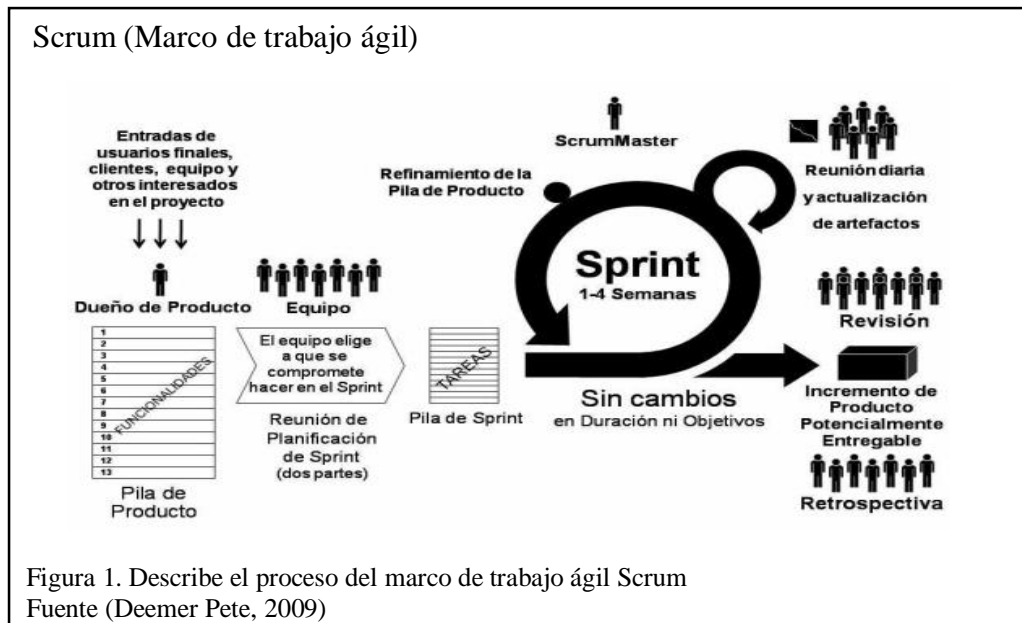 Scrum (Marco de trabajo ágil)
Entradas de
usuarios finales,
clientes, equipo y
otros interesados
en el proyecto
Dueño de Producto
1
2
3
4
5
6
7
8
9
10
11
12
13
FUNCIONALIDADES
Pila de
Producto
Equipo
El equipo elige
a que se
compromete
hacer en el Sprint
Reunión de
Planificación
de Sprint
(dos partes)
TAREAS
Pila de Sprint
Refinamiento de la
Pila de Producto
ScrumMaster
Sprint
1-4 Semanas
Sin cambios
en Duración ni Objetivos
Reunión diaria
y actualización
de artefactos
Revisión
Incremento de
Producto
Potencialmente
Entregable
Retrospectiva
Figura 1. Describe el proceso del marco de trabajo ágil Scrum
Fuente (Deemer Pete, 2009)